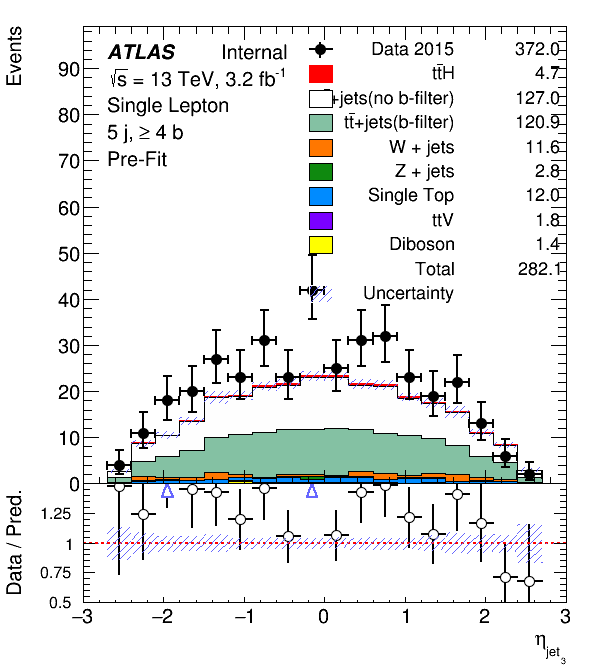 Events
ATLAS Internal
√s = 13 TeV, 3.2 fb-1
Single Lepton
5 j, ≥ 4 b
Pre-Fit
Data 2015 372.0
tt̄H 4.7
+jets(no b-filter) 127.0
tt̄+jets(b-filter) 120.9
W + jets 11.6
Z + jets 2.8
Single Top 12.0
ttV 1.8
Diboson 1.4
Total 282.1
Uncertainty
90
80
70
60
50
40
30
20
10
0
Data / Pred.
1.25
1
0.75
0.5
−3 −2 −1 0 1 2 3
ηjet3